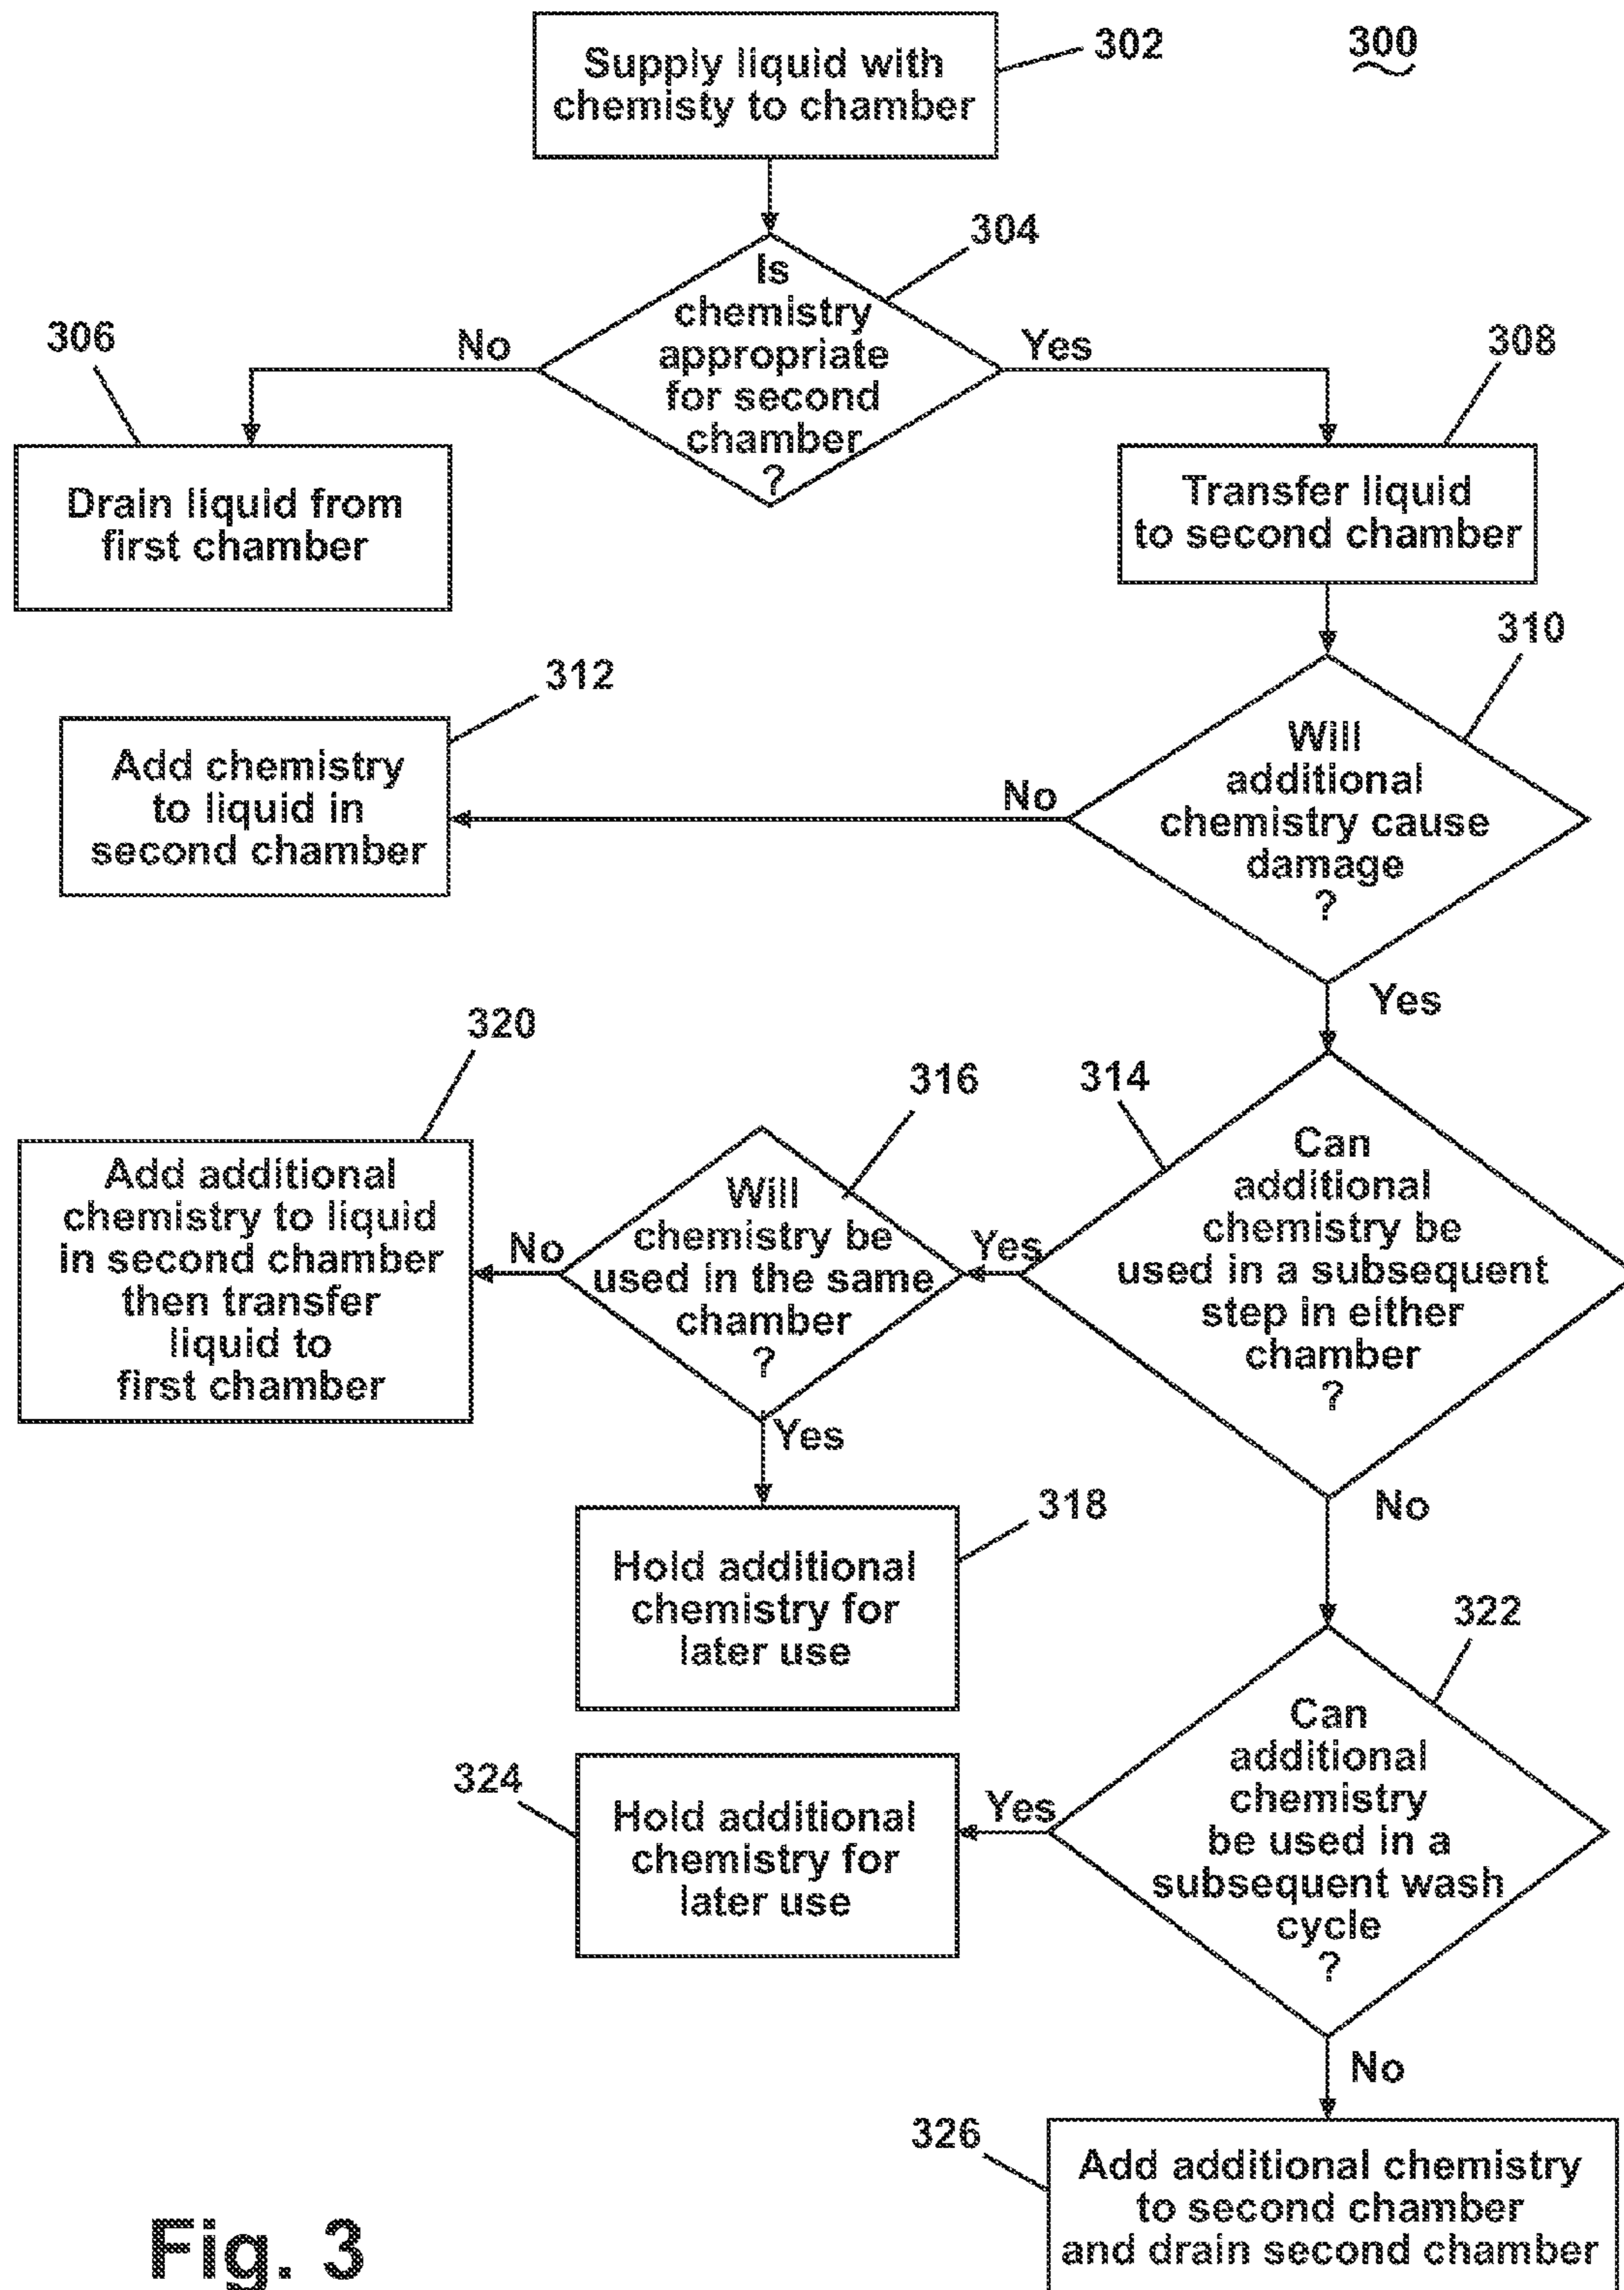 302
300
Supply liquid with
chemisty to chamber
304
Is
chemistry
appropriate
for second
chamber
?
No
Yes
306
308
Drain liquid from
first chamber
Transfer liquid
to second chamber
310
312
Will
additional
chemistry cause
damage
?
Add chemistry
to liquid in
second chamber
No
Yes
320
316
314
Can
additional
chemistry be
used in a subsequent
step in either
chamber
?
Yes
Will
chemistry be
used in the same
chamber
?
No
Add additional
chemistry to liquid
in second chamber
then transfer
liquid to
first chamber
Yes
318
Hold additional
chemistry for
later use
No
322
Can
additional
chemistry
be used in a
subsequent wash
cycle
?
324
Yes
Hold additional
chemistry for
later use
No
326
Add additional chemistry
to second chamber
and drain second chamber
Fig. 3